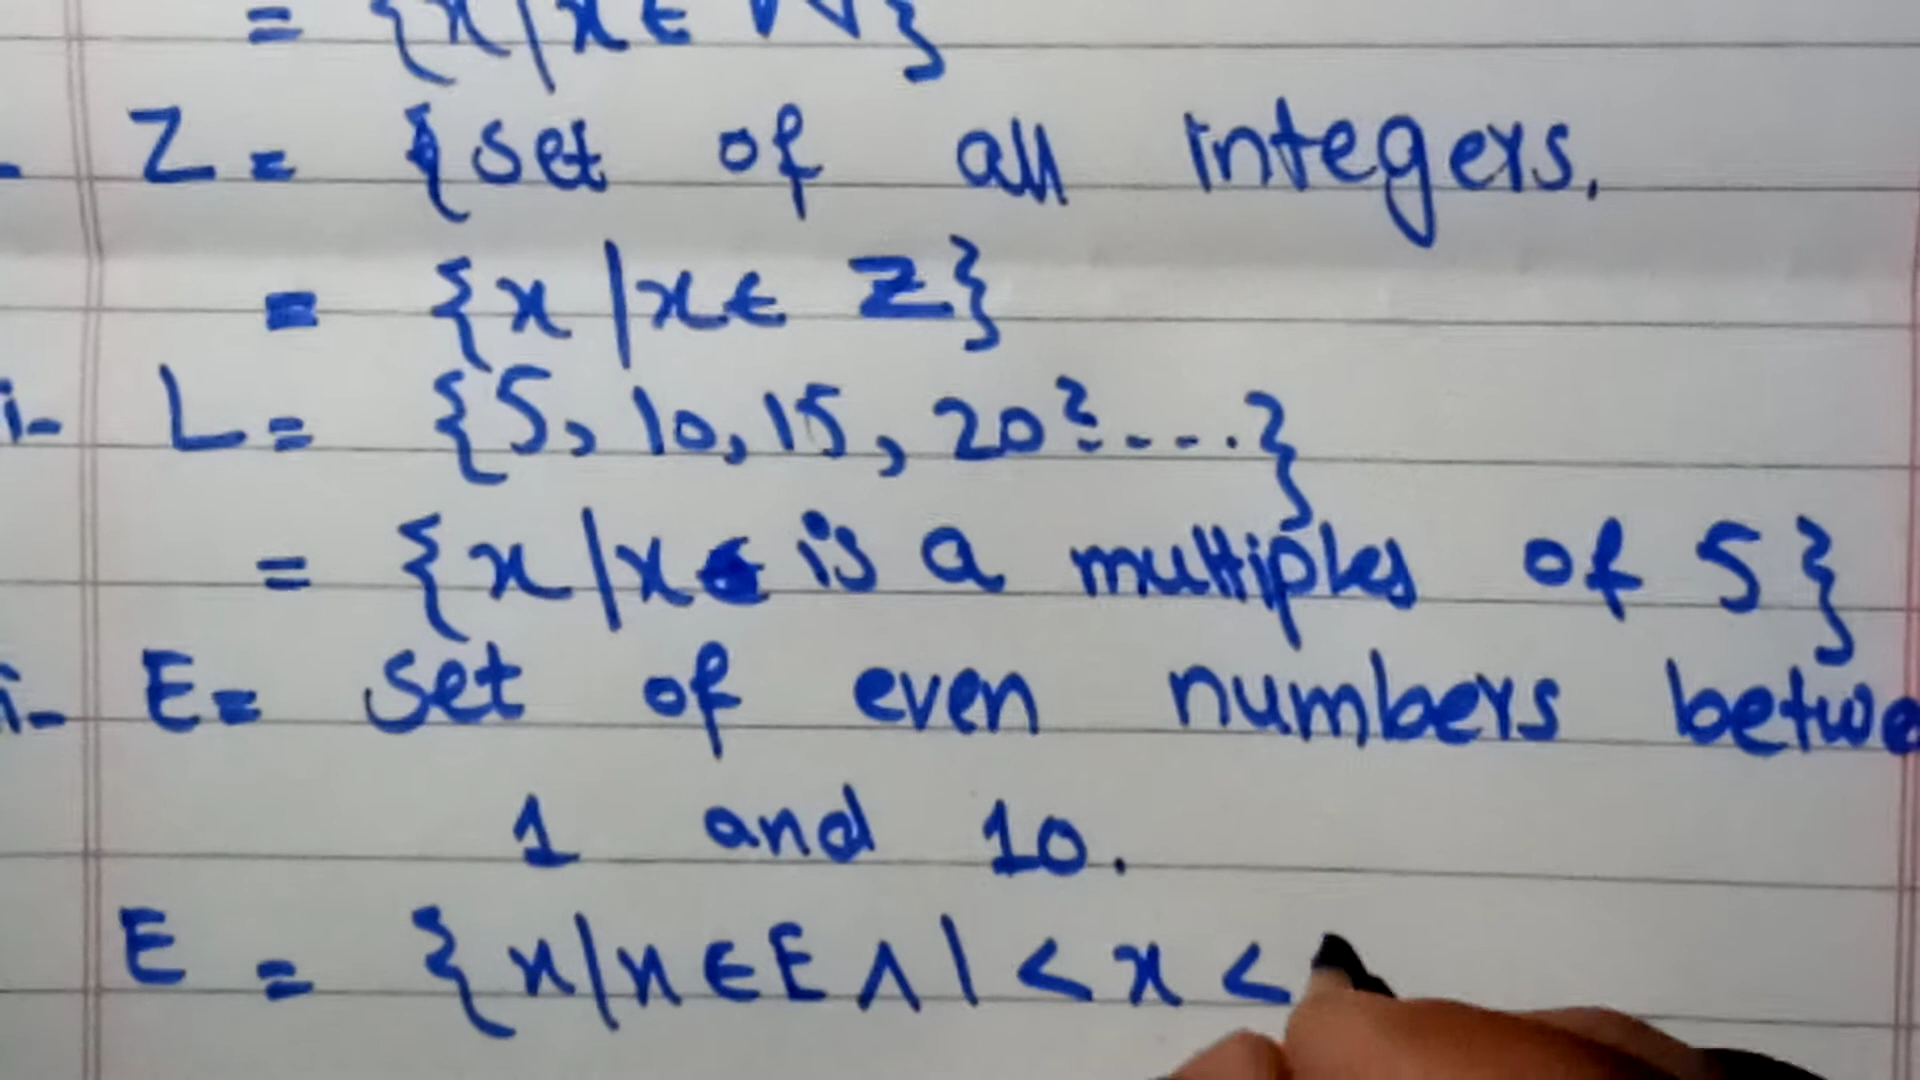 = {x/x∈ N}
- Z = {set of all integers.
= {x/x∈ Z}
i- L = {5, 10, 15, 20?....}
= {x/x is a multiples of 5}
i- E = set of even numbers betwe
1 and 10.
E = {x/x∈E ∧ 1 < x <